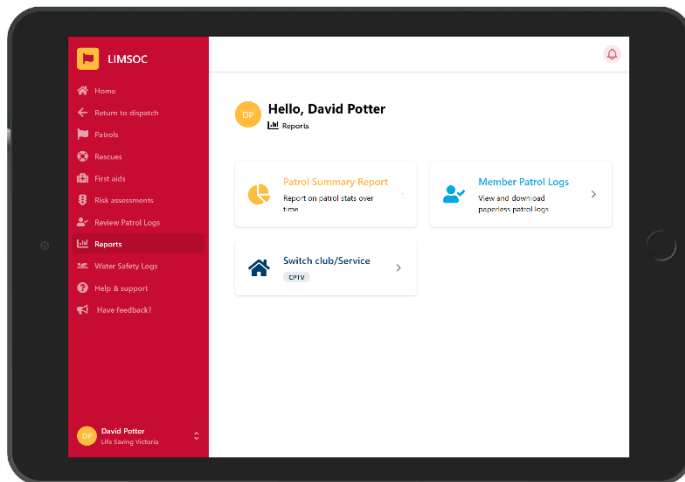 LIMSOC
Home
Return to dispatch
Patrols
Rescues
First aids
Risk assessments
Review Patrol Logs
Reports
Water Safety Logs
Help & support
Have feedback?
DP
David Potter
Life Saving Victoria
DP
Hello, David Potter
Reports
Patrol Summary Report
Report on patrol stats over
time
Member Patrol Logs
View and download
paperless patrol logs
Switch club/Service
CPTV